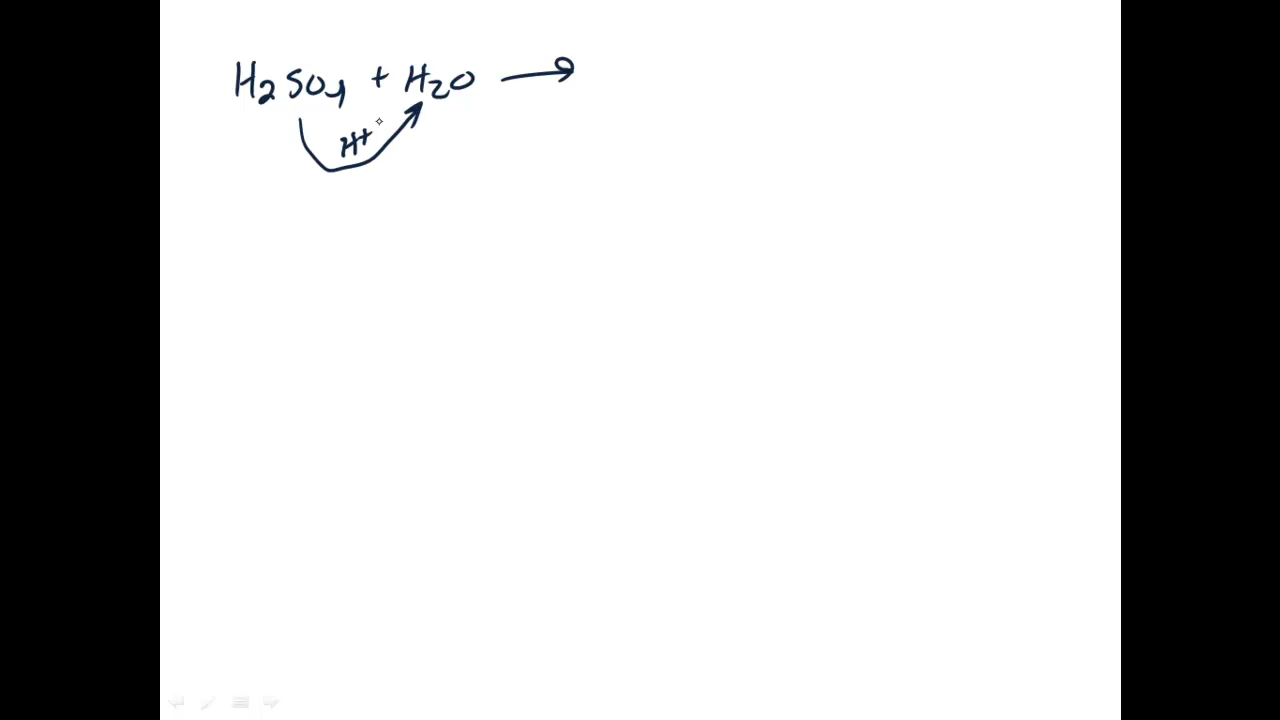 H2SO4 + H2O →
H+